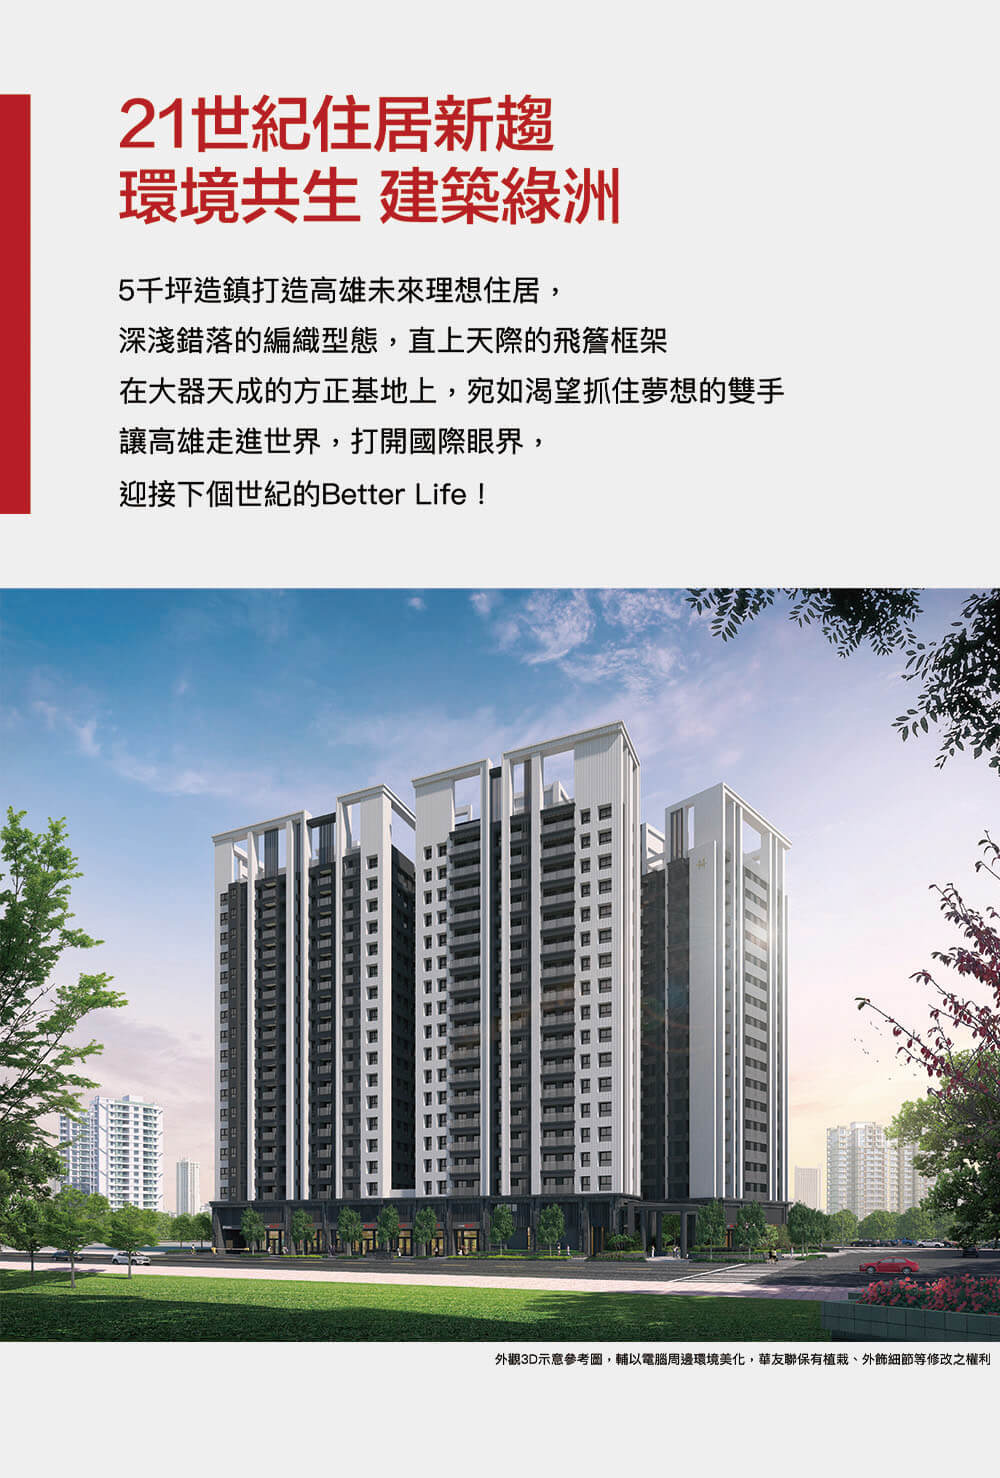 21世紀住居新趨
環境共生 建築綠洲
5千坪造鎮打造高雄未來理想住居，
深淺錯落的編織型態，直上天際的飛簷框架
在大器天成的方正基地上，宛如渴望抓住夢想的雙手
讓高雄走進世界，打開國際眼界，
迎接下個世紀的Better Life！
外觀3D示意參考圖，輔以電腦周邊環境美化，華友聯保有植栽、外飾細節等修改之權利